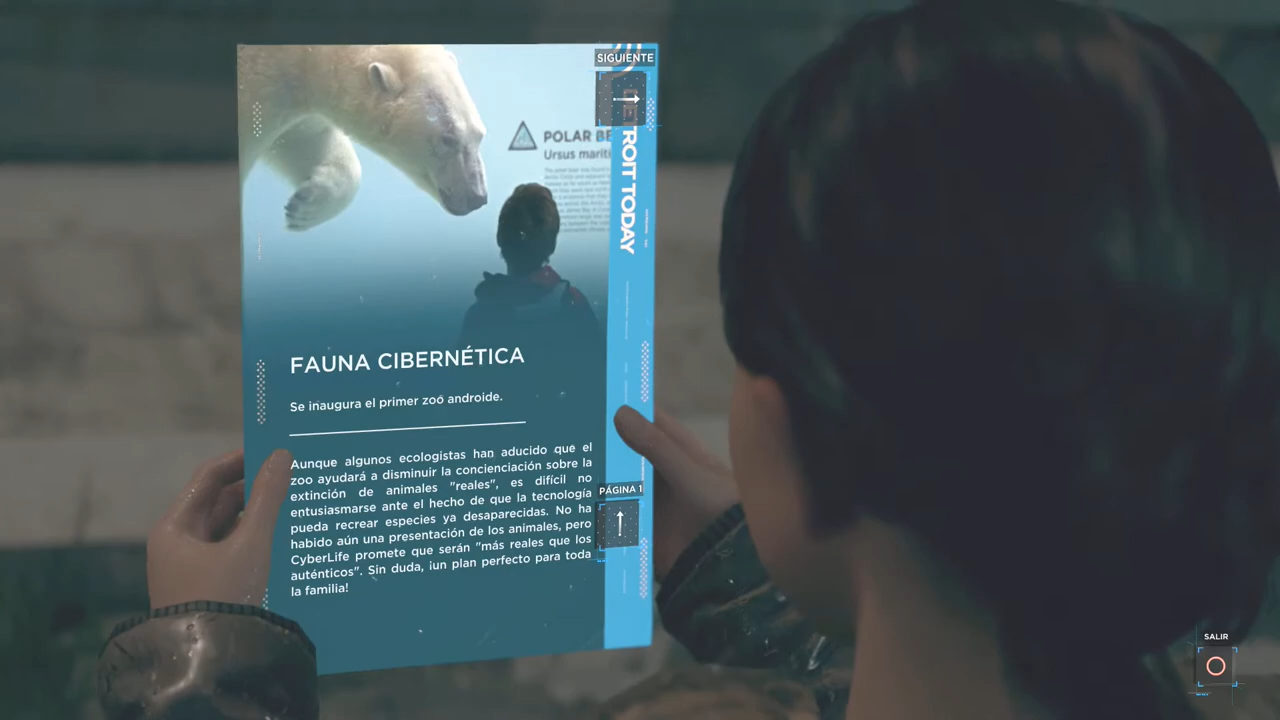 SIGUIENTE
DETROIT TODAY
POLAR BE
Ursus mariti
FAUNA CIBERNÉTICA
Se inaugura el primer zoo androide.
Aunque algunos ecologistas han aducido que el
zoo ayudará a disminuir la concienciación sobre la
extinción de animales "reales", es difícil no
entusiasmarse ante el hecho de que la tecnología
pueda recrear especies ya desaparecidas. No ha
habido aún una presentación de los animales, pero
CyberLife promete que serán "más reales que los
auténticos". Sin duda, ¡un plan perfecto para toda
la familia!
PÁGINA 1
SALIR